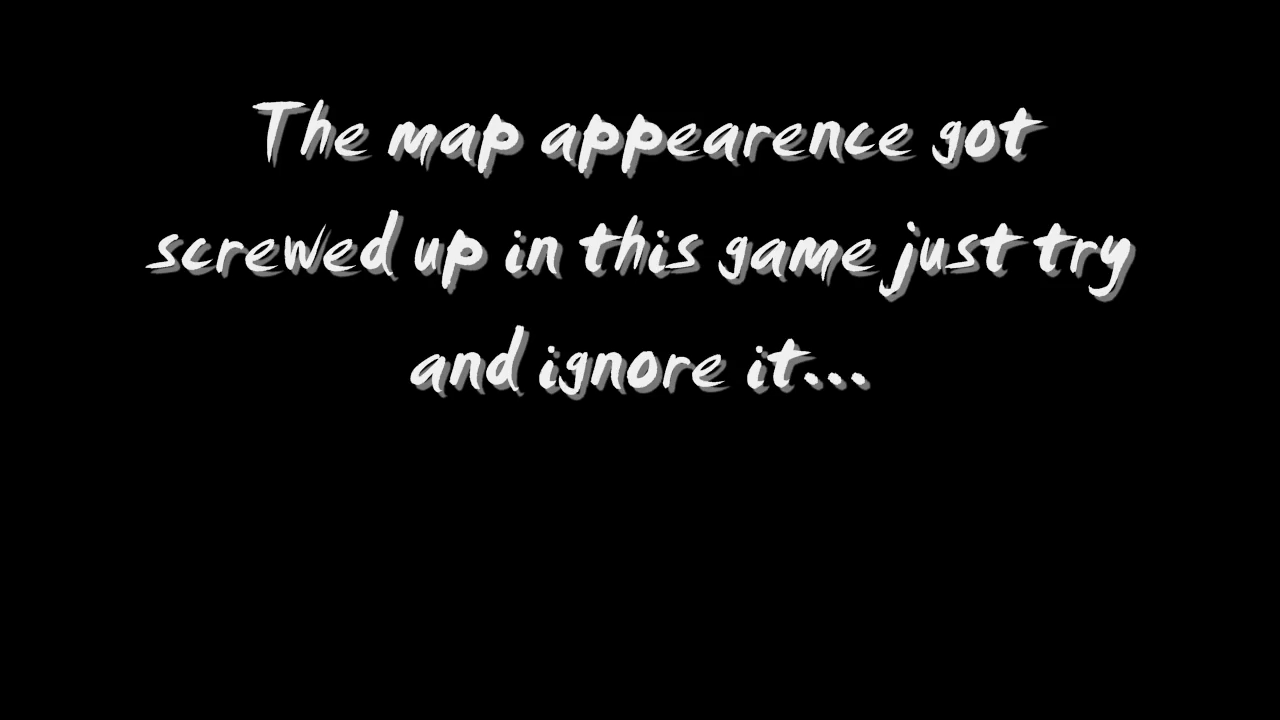 The map appearence got
screwed up in this game just try
and ignore it...